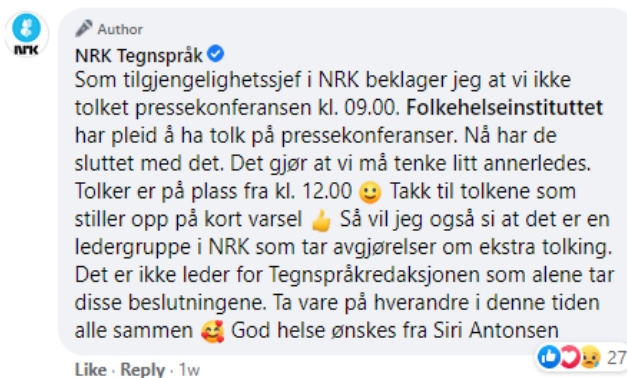 nrk
Author
NRK Tegnspråk
Som tilgjengelighetssjef i NRK beklager jeg at vi ikke
tolket pressekonferansen kl. 09.00. Folkehelseinstituttet
har pleid å ha tolk på pressekonferanser. Nå har de
sluttet med det. Det gjør at vi må tenke litt annerledes.
Tolker er på plass fra kl. 12.00 🙂 Takk til tolkene som
stiller opp på kort varsel 👍 Så vil jeg også si at det er en
ledergruppe i NRK som tar avgjørelser om ekstra tolking.
Det er ikke leder for Tegnspråkredaksjonen som alene tar
disse beslutningene. Ta vare på hverandre i denne tiden
alle sammen 🥰 God helse ønskes fra Siri Antonsen
27
Like · Reply · 1w